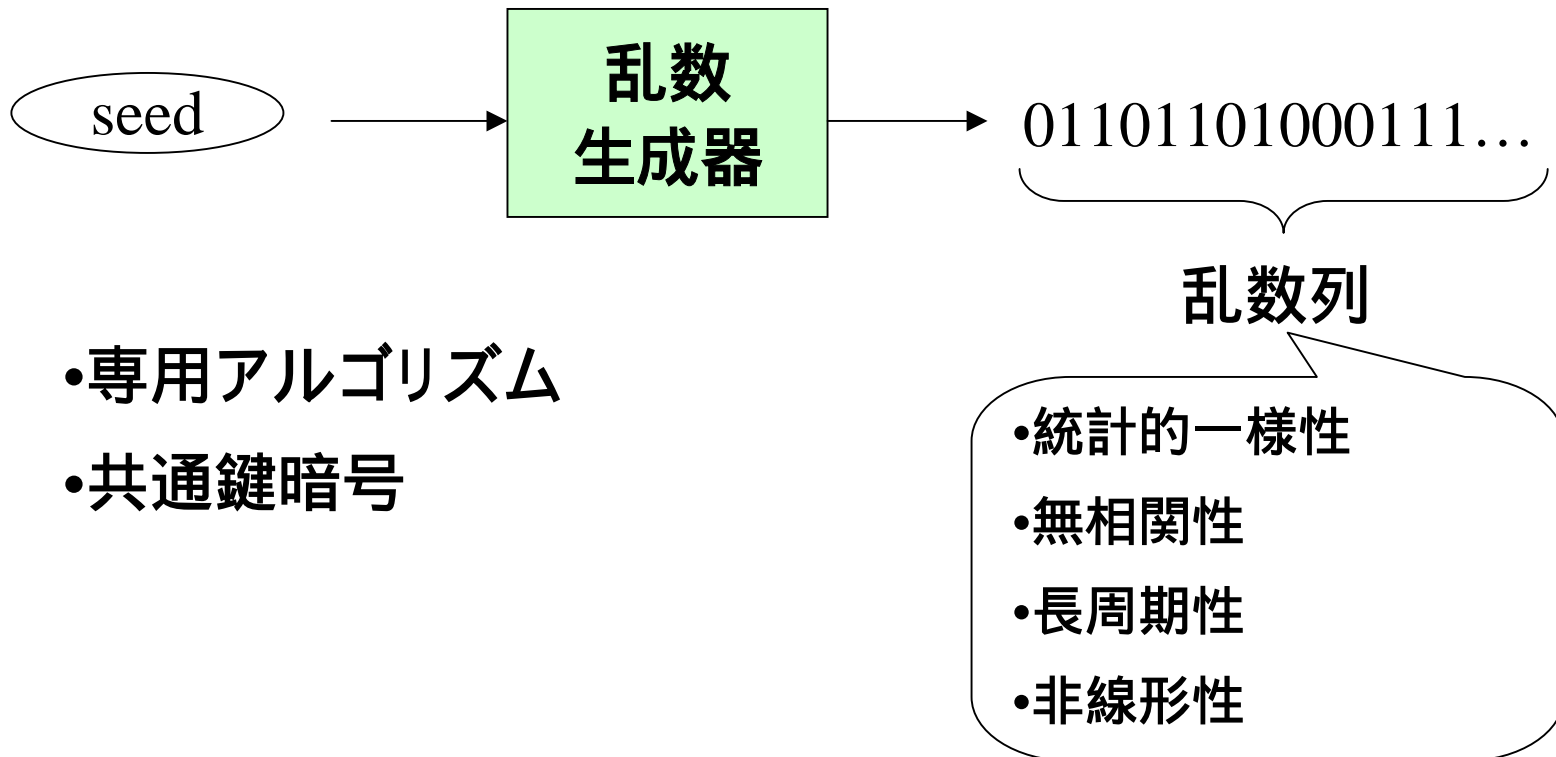 seed
乱数
生成器
01101101000111…
乱数列
•専用アルゴリズム
•共通鍵暗号
•統計的一様性
•無相関性
•長周期性
•非線形性